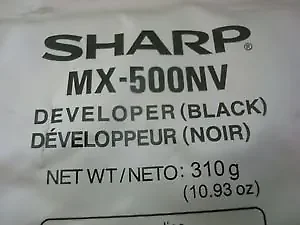 SHARP®
MX-500NV
DEVELOPER (BLACK)
DÉVELOPPEUR (NOIR)
NET WT/NETO: 310 g
(10.93 oz)